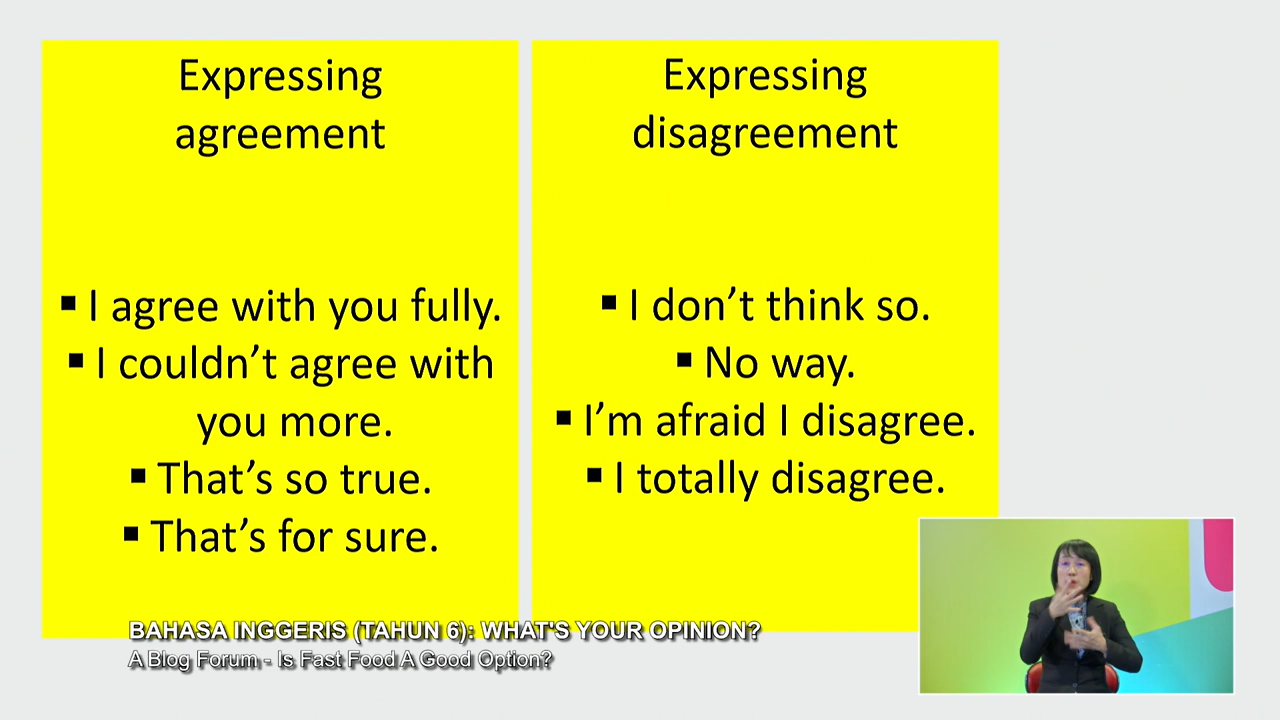 Expressing
agreement
▪ I agree with you fully.
▪ I couldn’t agree with
you more.
▪ That’s so true.
▪ That’s for sure.
Expressing
disagreement
▪ I don’t think so.
▪ No way.
▪ I’m afraid I disagree.
▪ I totally disagree.
BAHASA INGGERIS (TAHUN 6): WHAT'S YOUR OPINION?
A Blog Forum - Is Fast Food A Good Option?